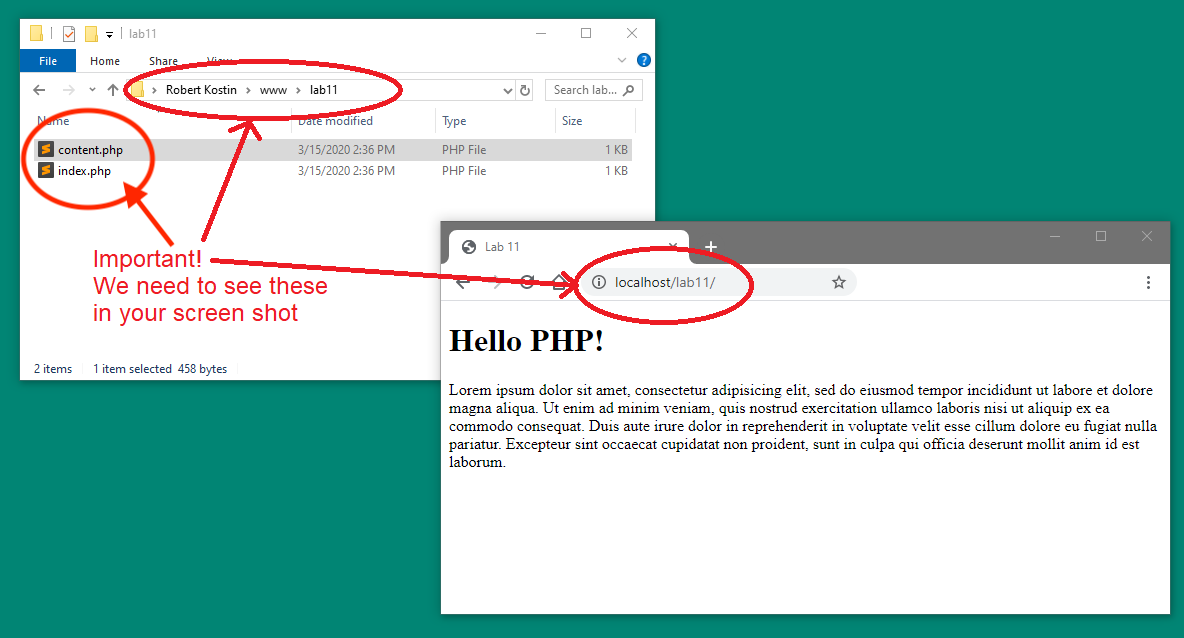 lab11
File Home Share View
Robert Kostin www lab11 Search lab...
Name Date modified Type Size
content.php 3/15/2020 2:36 PM PHP File 1 KB
index.php 3/15/2020 2:36 PM PHP File 1 KB
Important!
We need to see these
in your screen shot
2 items 1 item selected 458 bytes
Lab 11
localhost/lab11/
Hello PHP!
Lorem ipsum dolor sit amet, consectetur adipisicing elit, sed do eiusmod tempor incididunt ut labore et dolore
magna aliqua. Ut enim ad minim veniam, quis nostrud exercitation ullamco laboris nisi ut aliquip ex ea
commodo consequat. Duis aute irure dolor in reprehenderit in voluptate velit esse cillum dolore eu fugiat nulla
pariatur. Excepteur sint occaecat cupidatat non proident, sunt in culpa qui officia deserunt mollit anim id est
laborum.